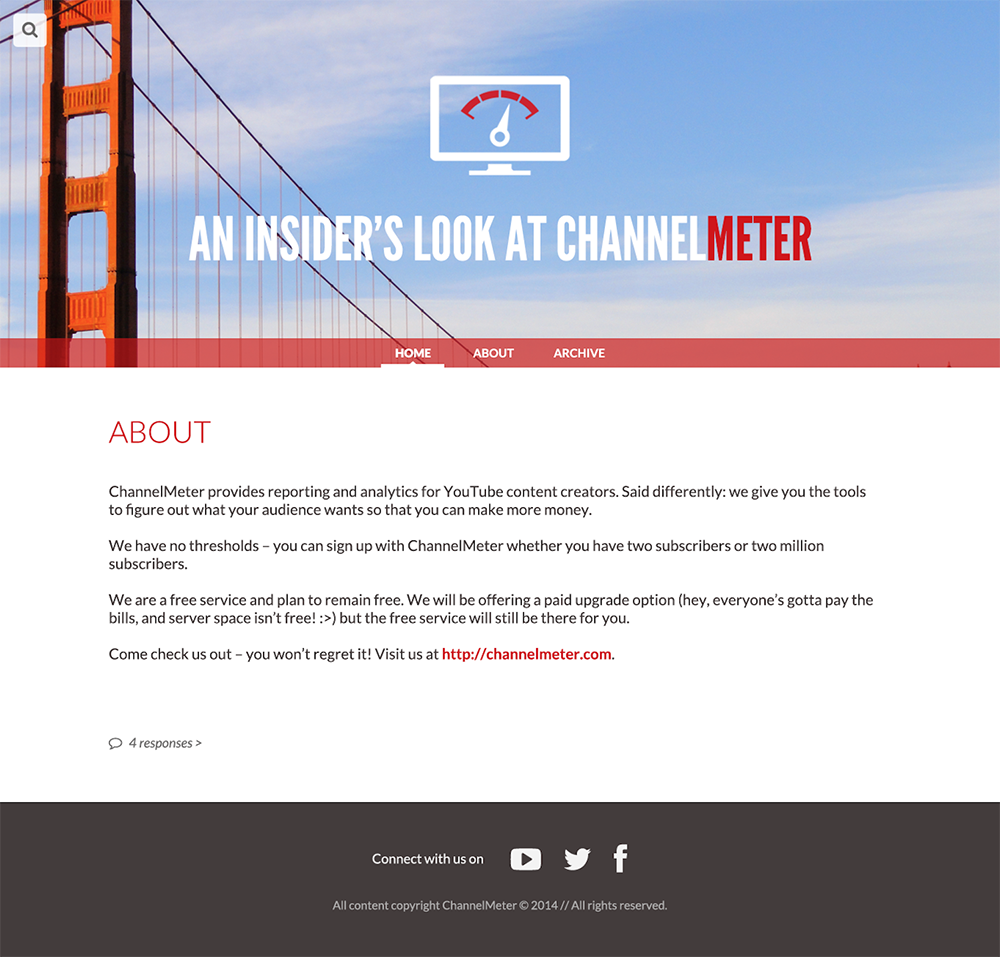 AN INSIDER'S LOOK AT CHANNELMETER
HOME ABOUT ARCHIVE
ABOUT
ChannelMeter provides reporting and analytics for YouTube content creators. Said differently: we give you the tools
to figure out what your audience wants so that you can make more money.
We have no thresholds – you can sign up with ChannelMeter whether you have two subscribers or two million
subscribers.
We are a free service and plan to remain free. We will be offering a paid upgrade option (hey, everyone's gotta pay the
bills, and server space isn't free! :>) but the free service will still be there for you.
Come check us out – you won't regret it! Visit us at http://channelmeter.com.
4 responses >
Connect with us on
All content copyright ChannelMeter © 2014 // All rights reserved.